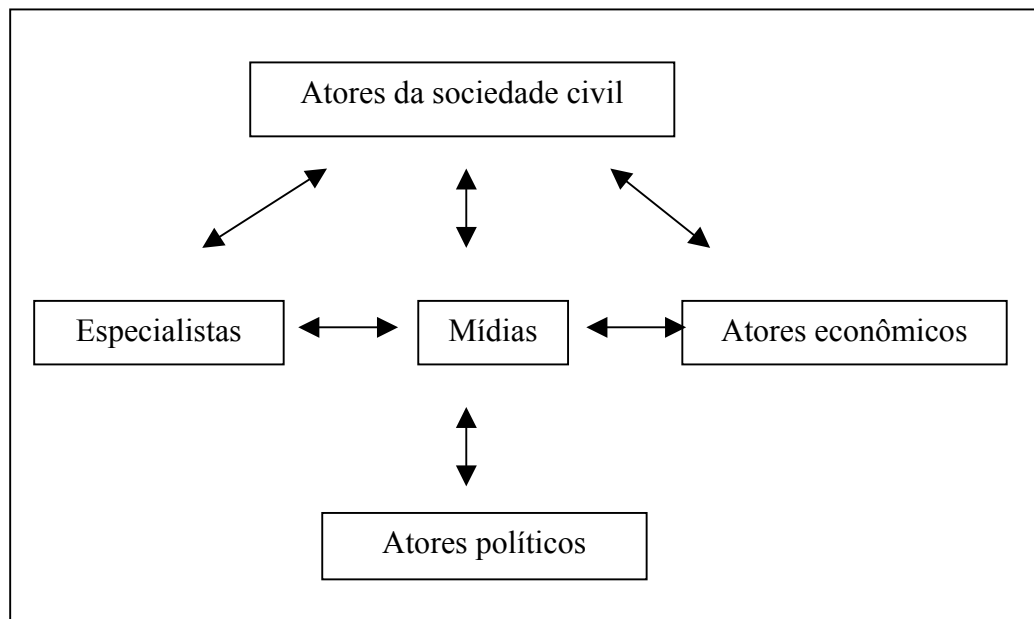 Atores da sociedade civil
Especialistas
Mídias
Atores econômicos
Atores políticos